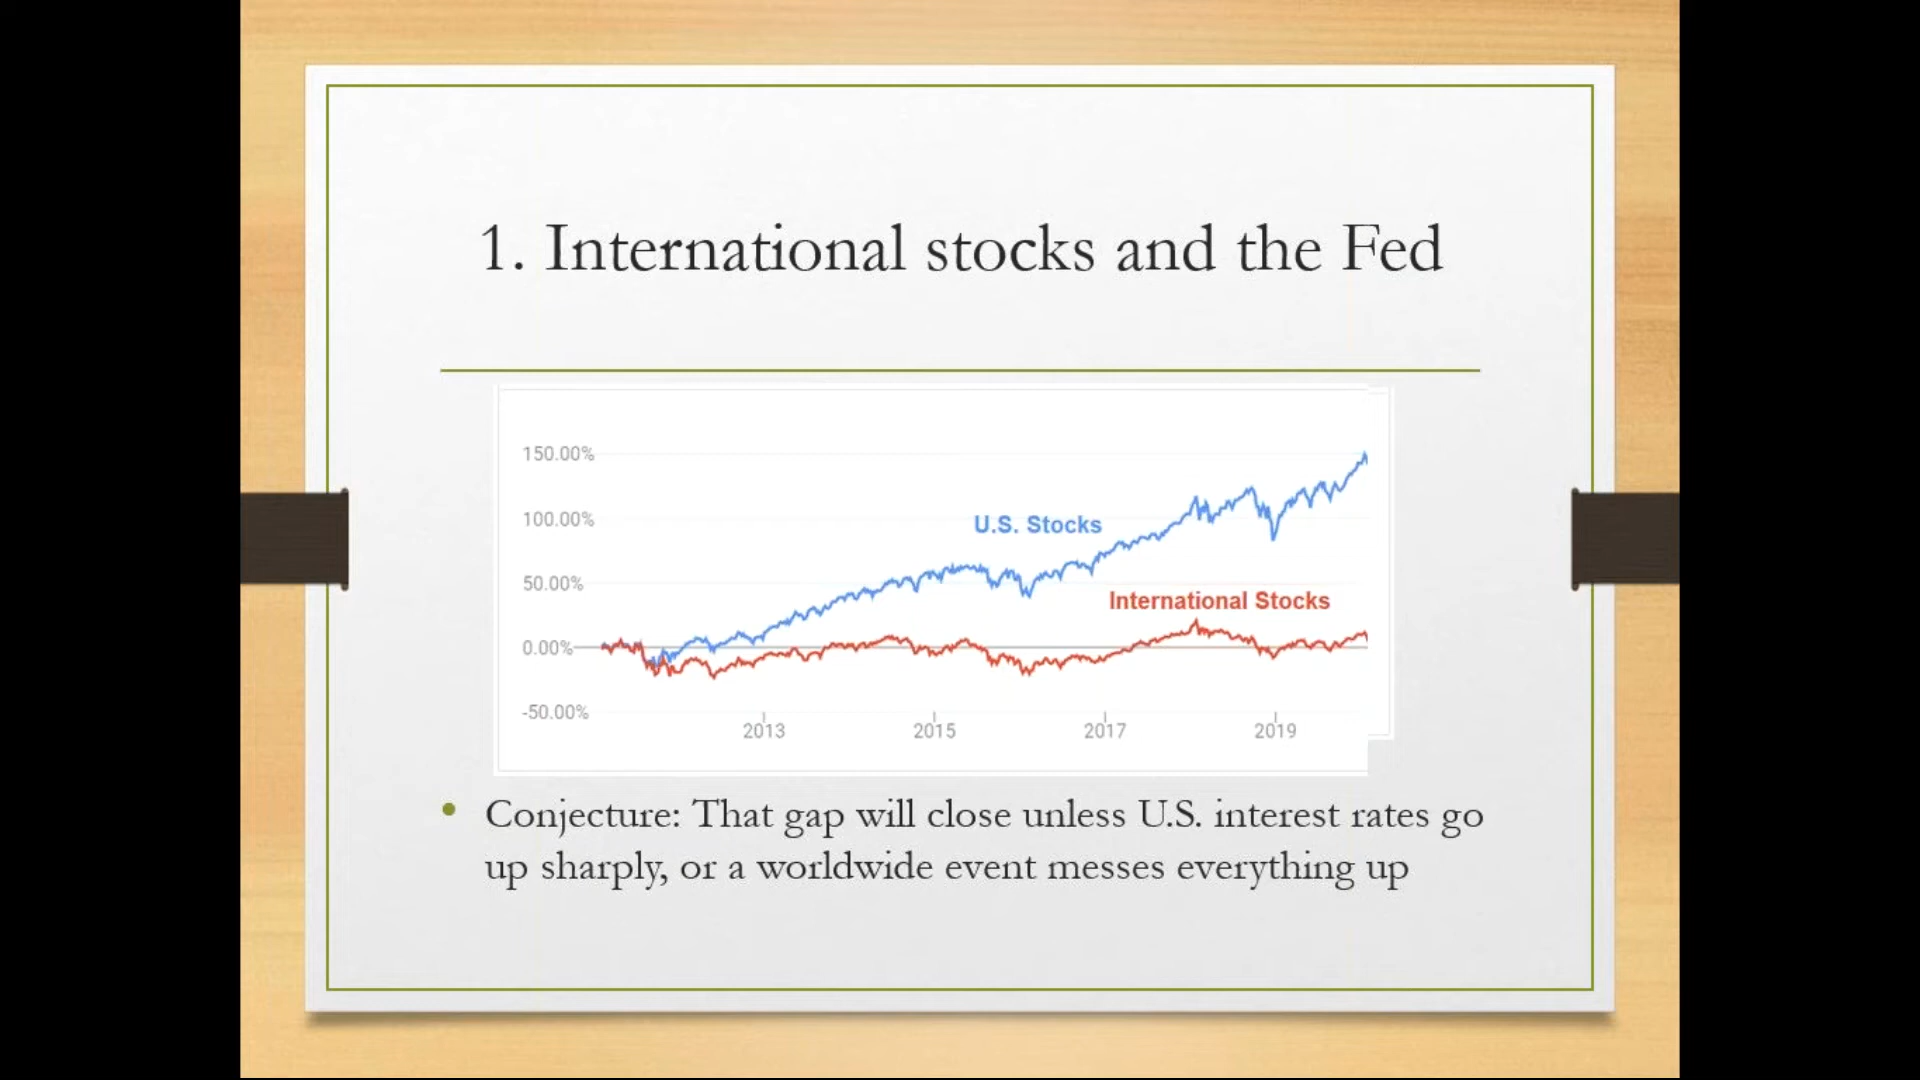 1. International stocks and the Fed
150.00%
100.00%
U.S. Stocks
50.00%
International Stocks
0.00%
-50.00%
2013 2015 2017 2019
Conjecture: That gap will close unless U.S. interest rates go
up sharply, or a worldwide event messes everything up